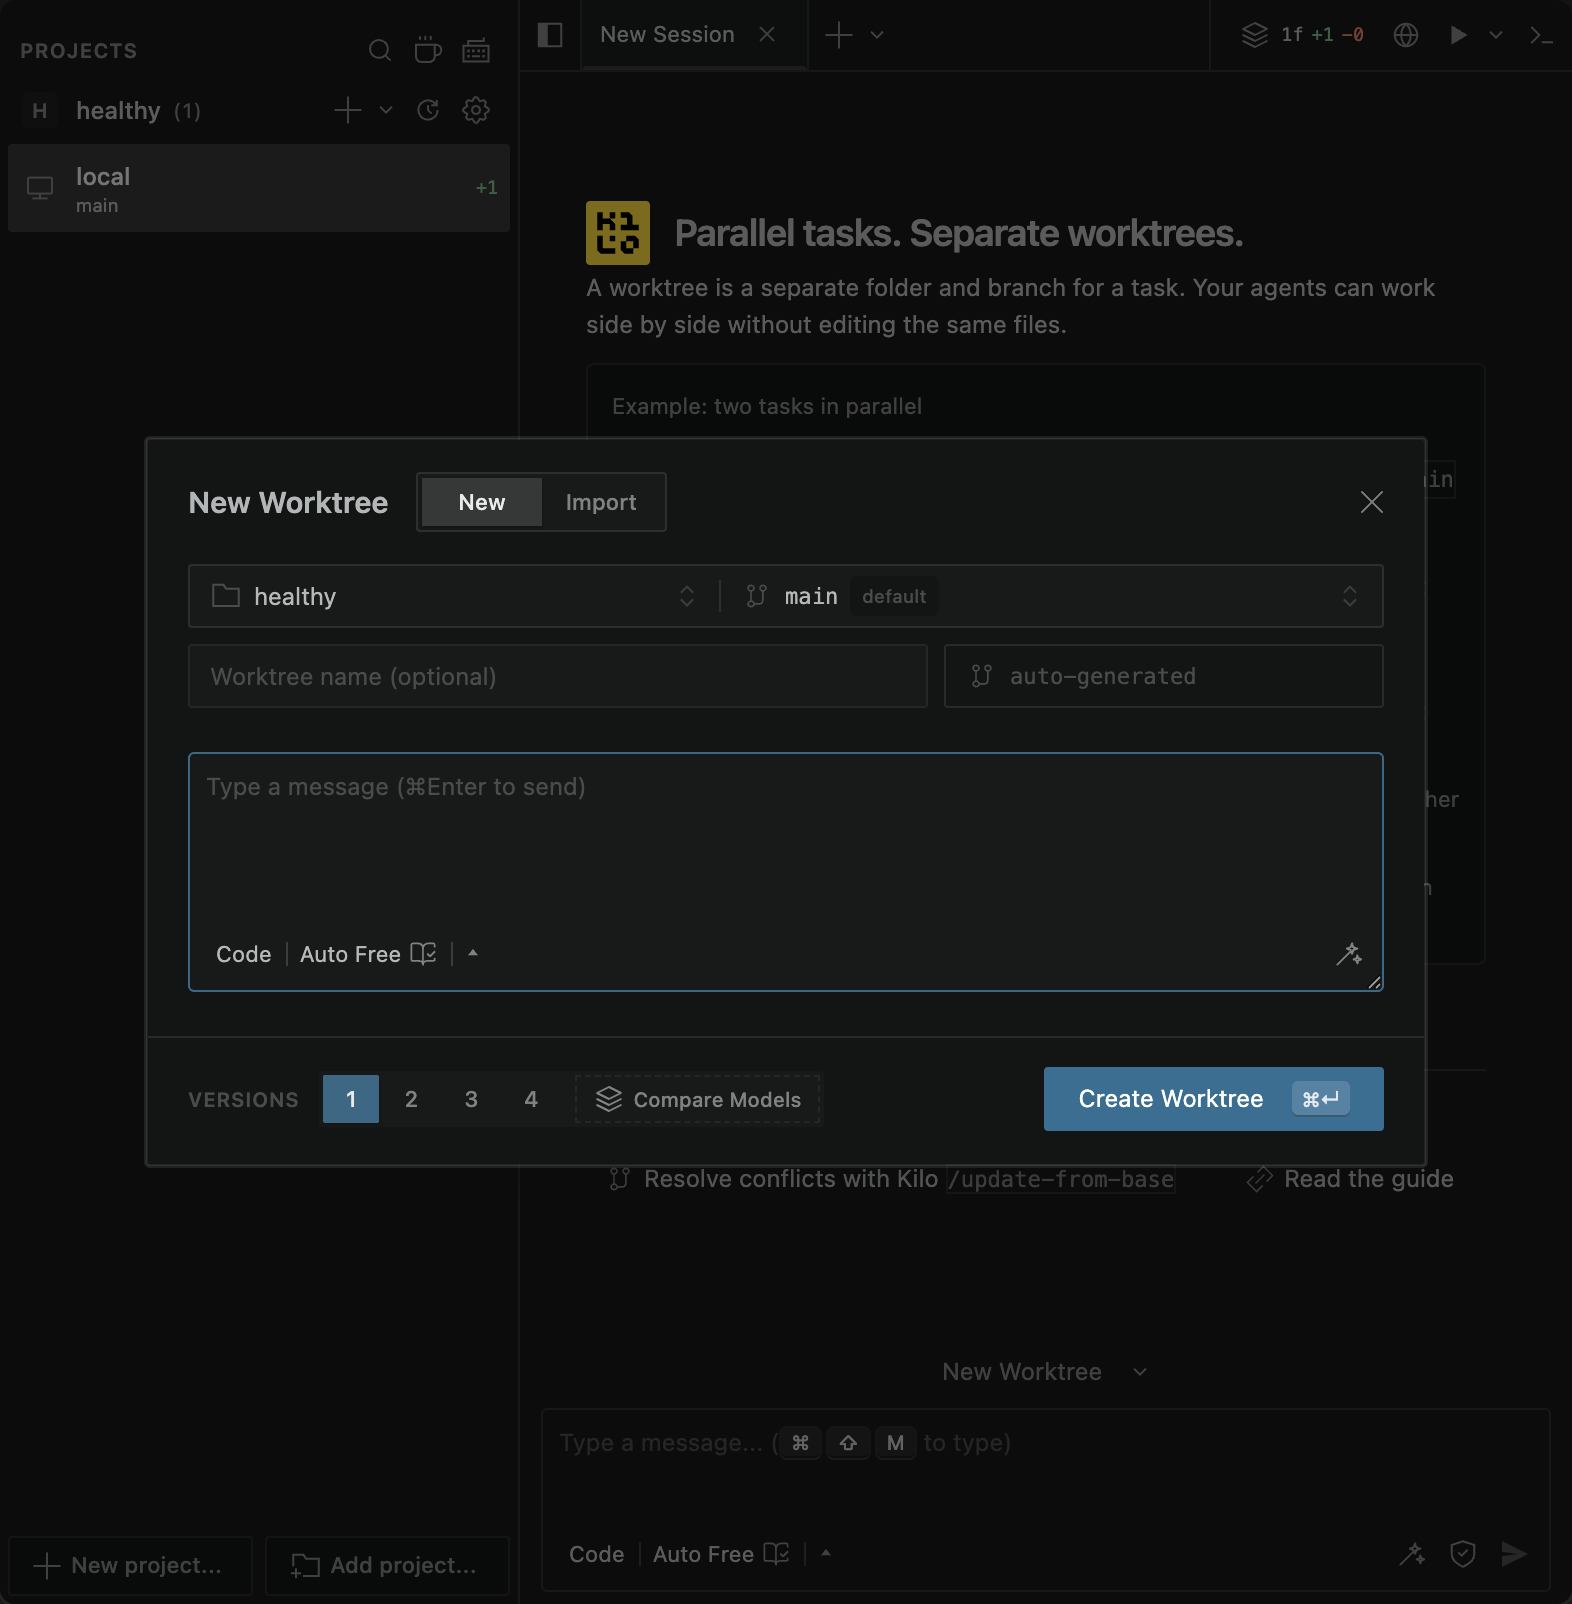 PROJECTS
H healthy (1)
local
main
+1
New Session
1f +1 -0
Kilo
Parallel tasks. Separate worktrees.
A worktree is a separate folder and branch for a task. Your agents can work
side by side without editing the same files.
Example: two tasks in parallel
New Worktree
New
Import
healthy
main default
Worktree name (optional)
auto-generated
Type a message (⌘Enter to send)
Code
Auto Free
VERSIONS
1
2
3
4
Compare Models
Create Worktree ⌘↵
Resolve conflicts with Kilo /update-from-base
Read the guide
New Worktree
Type a message... (⌘ ⇧ M to type)
Code
Auto Free
New project...
Add project...